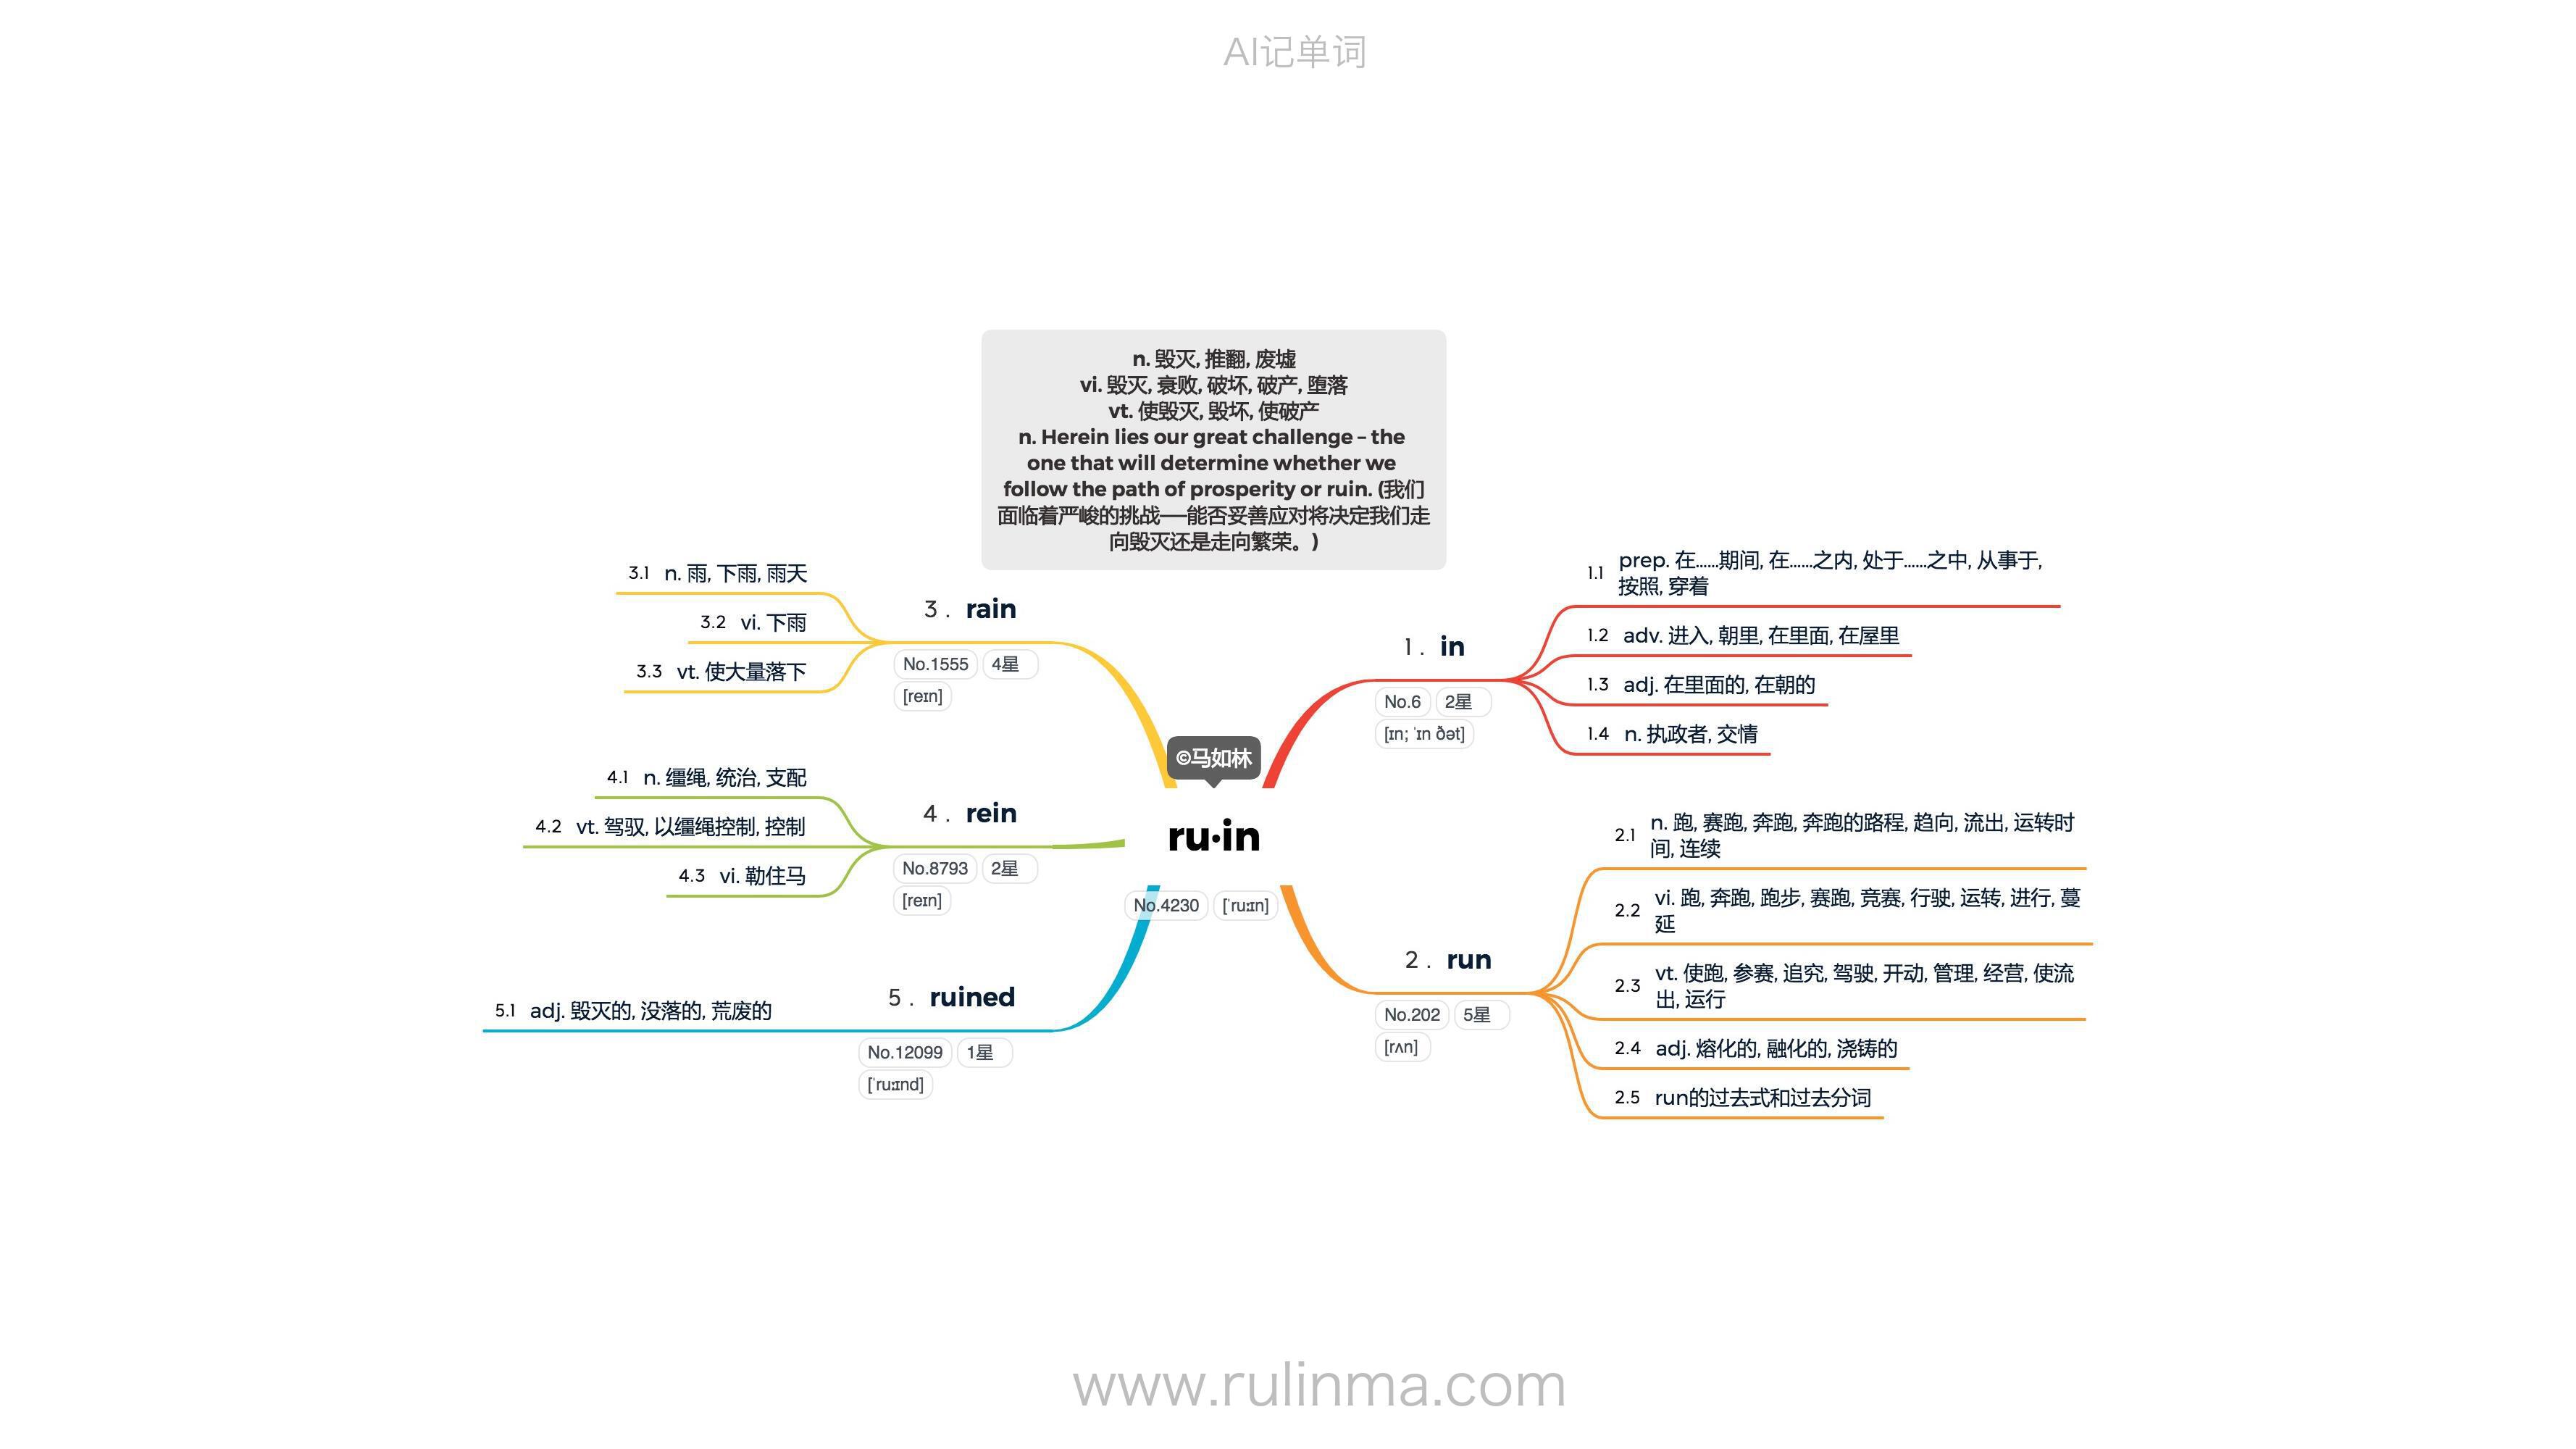 AI记单词
n. 毁灭, 推翻, 废墟
vi. 毁灭, 衰败, 破坏, 破产, 堕落
vt. 使毁灭, 毁坏, 使破产
n. Herein lies our great challenge – the
one that will determine whether we
follow the path of prosperity or ruin. (我们
面临着严峻的挑战——能否妥善应对将决定我们走
向毁灭还是走向繁荣。)
©马如林
ru·in
No.4230 [ˈruːɪn]
1 . in
No.6 2星
[ɪn; ˈɪn ðət]
1.1 prep. 在……期间, 在……之内, 处于……之中, 从事于,
按照, 穿着
1.2 adv. 进入, 朝里, 在里面, 在屋里
1.3 adj. 在里面的, 在朝的
1.4 n. 执政者, 交情
2 . run
No.202 5星
[rʌn]
2.1 n. 跑, 赛跑, 奔跑, 奔跑的路程, 趋向, 流出, 运转时
间, 连续
2.2 vi. 跑, 奔跑, 跑步, 赛跑, 竞赛, 行驶, 运转, 进行, 蔓
延
2.3 vt. 使跑, 参赛, 追究, 驾驶, 开动, 管理, 经营, 使流
出, 运行
2.4 adj. 熔化的, 融化的, 浇铸的
2.5 run的过去式和过去分词
3 . rain
No.1555 4星
[reɪn]
3.1 n. 雨, 下雨, 雨天
3.2 vi. 下雨
3.3 vt. 使大量落下
4 . rein
No.8793 2星
[reɪn]
4.1 n. 缰绳, 统治, 支配
4.2 vt. 驾驭, 以缰绳控制, 控制
4.3 vi. 勒住马
5 . ruined
No.12099 1星
[ˈruːɪnd]
5.1 adj. 毁灭的, 没落的, 荒废的
www.rulinma.com